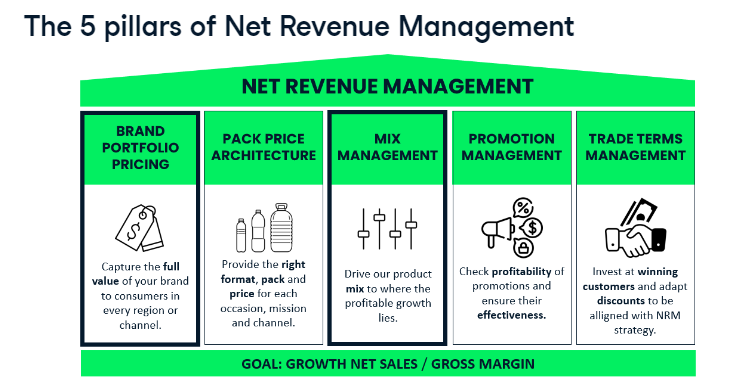 The 5 pillars of Net Revenue Management
NET REVENUE MANAGEMENT
BRAND
PORTFOLIO
PRICING
Capture the full
value of your brand
to consumers in
every region or
channel.
PACK PRICE
ARCHITECTURE
Provide the right
format, pack and
price for each
occasion, mission
and channel.
MIX
MANAGEMENT
Drive our product
mix to where the
profitable growth
lies.
PROMOTION
MANAGEMENT
%
$
Check profitability of
promotions and
ensure their
effectiveness.
TRADE TERMS
MANAGEMENT
Invest at winning
customers and adapt
discounts to be
alligned with NRM
strategy.
GOAL: GROWTH NET SALES / GROSS MARGIN